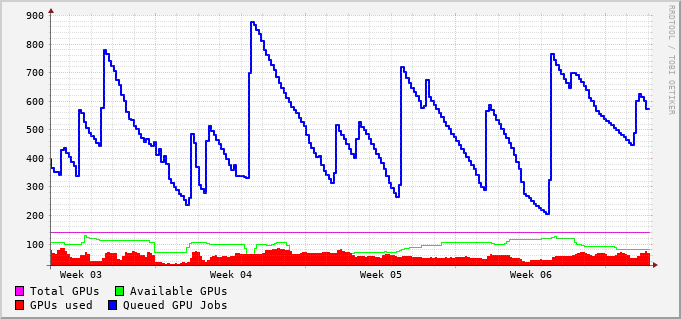 900
800
700
600
500
400
300
200
100
Week 03 Week 04 Week 05 Week 06
Total GPUs Available GPUs
GPUs used Queued GPU Jobs
RRDTOOL / TOBI OETIKER